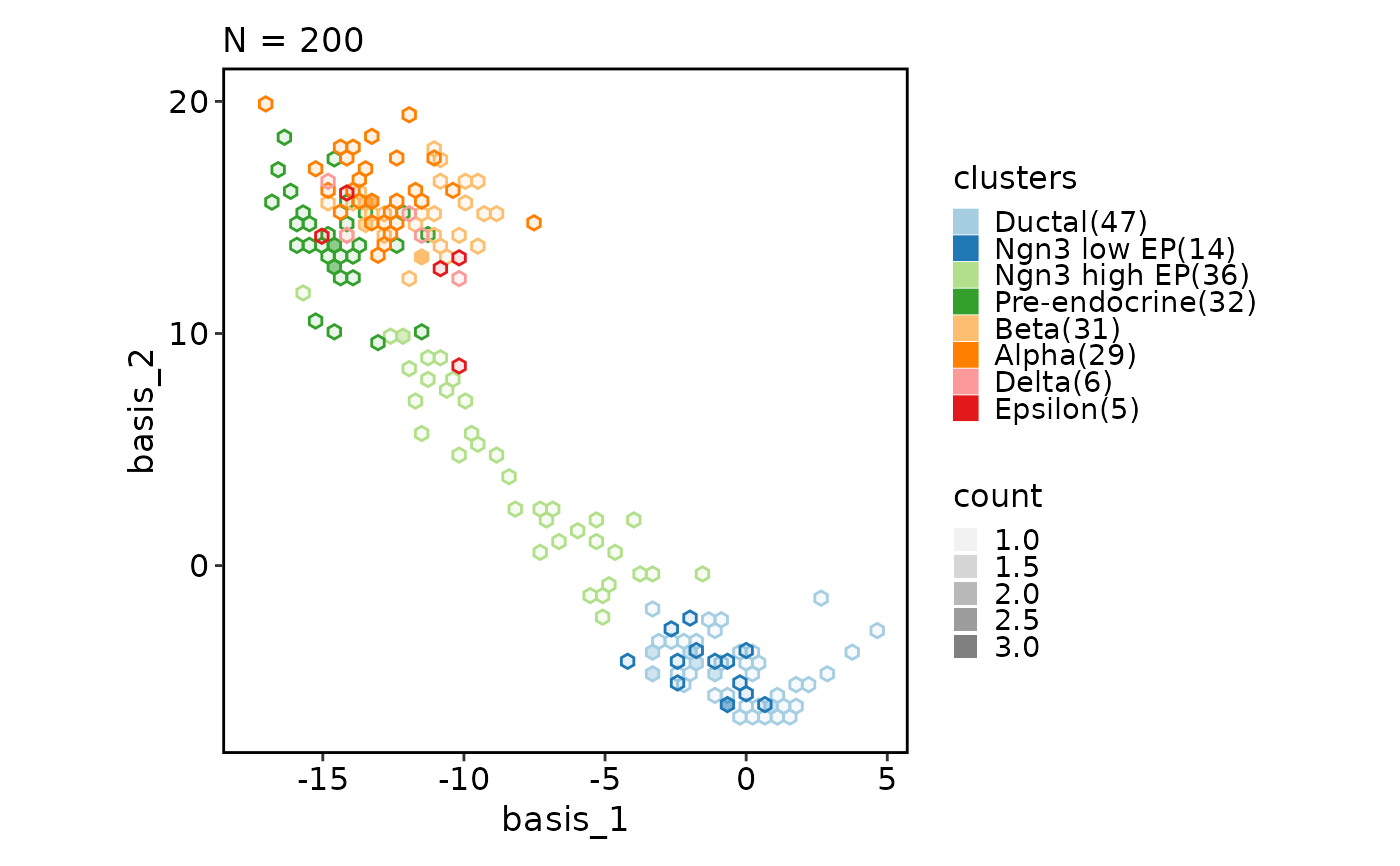 N = 200
20
10
0
basis_2
-15
-10
-5
0
5
basis_1
clusters
Ductal(47)
Ngn3 low EP(14)
Ngn3 high EP(36)
Pre-endocrine(32)
Beta(31)
Alpha(29)
Delta(6)
Epsilon(5)
count
1.0
1.5
2.0
2.5
3.0